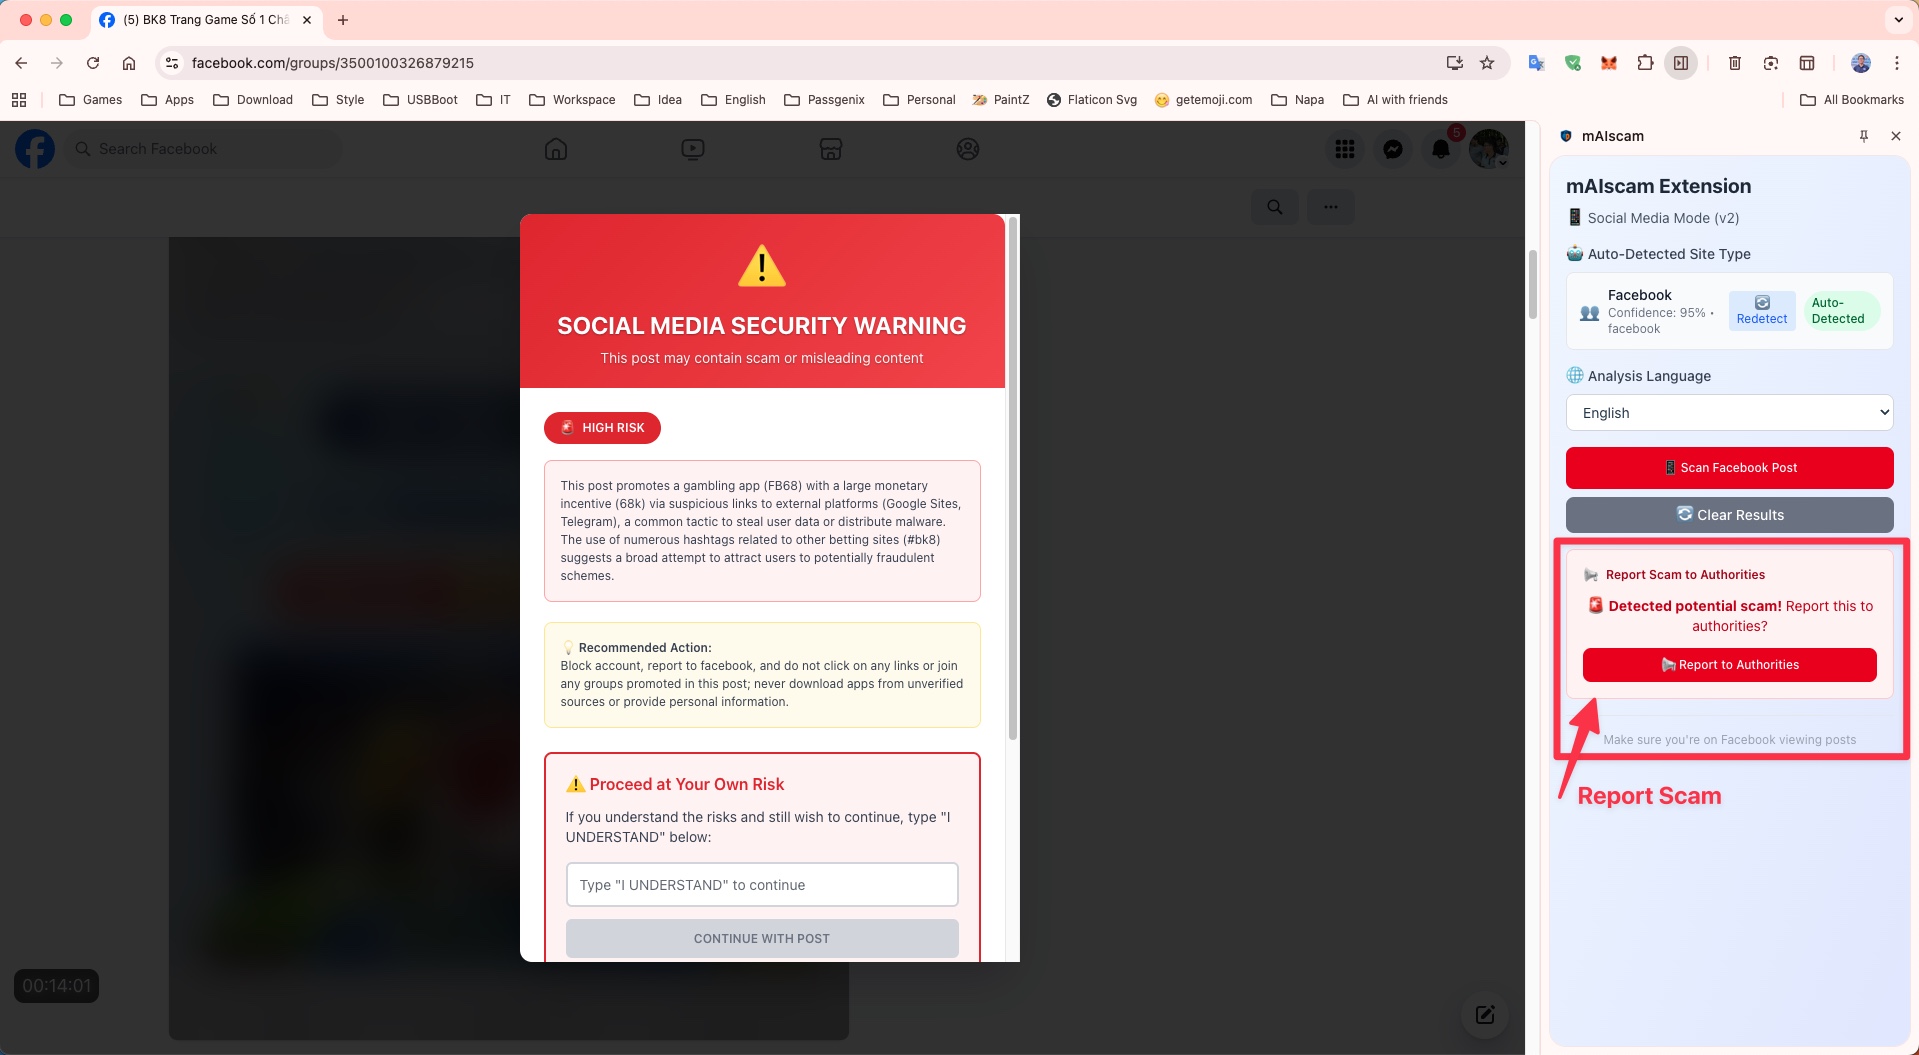 (5) BK8 Trang Game Số 1 Châ
facebook.com/groups/3500100326879215
Games
Apps
Download
Style
USBBoot
IT
Workspace
Idea
English
Passgenix
Personal
PaintZ
Flaticon Svg
getemoji.com
Napa
AI with friends
All Bookmarks
Search Facebook
5
mAIscam
mAIscam Extension
Social Media Mode (v2)
Auto-Detected Site Type
Facebook
Confidence: 95% •
facebook
Redetect
Auto-
Detected
Analysis Language
English
Scan Facebook Post
Clear Results
Report Scam to Authorities
Detected potential scam! Report this to
authorities?
Report to Authorities
Make sure you're on Facebook viewing posts
Report Scam
SOCIAL MEDIA SECURITY WARNING
This post may contain scam or misleading content
HIGH RISK
This post promotes a gambling app (FB68) with a large monetary
incentive (68k) via suspicious links to external platforms (Google Sites,
Telegram), a common tactic to steal user data or distribute malware.
The use of numerous hashtags related to other betting sites (#bk8)
suggests a broad attempt to attract users to potentially fraudulent
schemes.
Recommended Action:
Block account, report to facebook, and do not click on any links or join
any groups promoted in this post; never download apps from unverified
sources or provide personal information.
Proceed at Your Own Risk
If you understand the risks and still wish to continue, type "I
UNDERSTAND" below:
Type "I UNDERSTAND" to continue
CONTINUE WITH POST
00:14:01